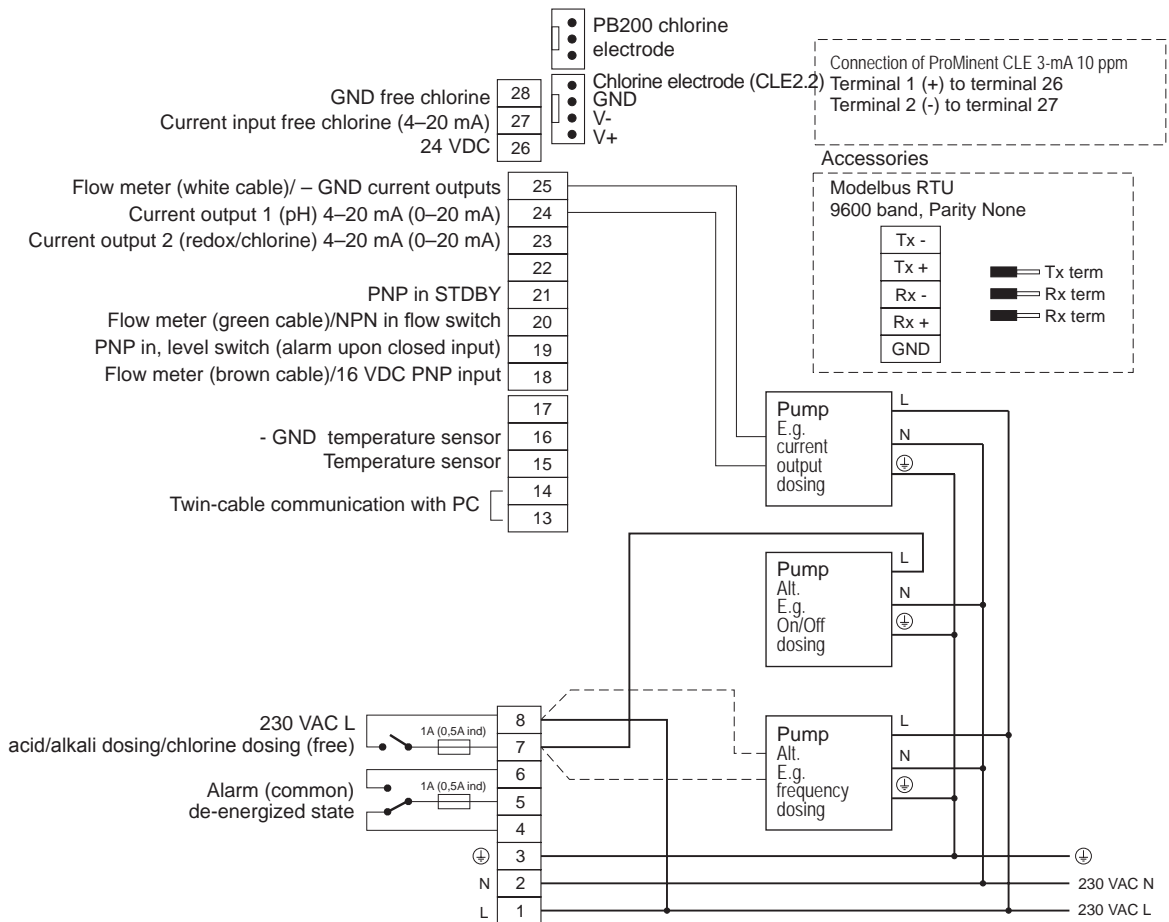 PB200 chlorine
electrode
Chlorine electrode (CLE2.2)
GND
V-
V+
Connection of ProMinent CLE 3-mA 10 ppm
Terminal 1 (+) to terminal 26
Terminal 2 (-) to terminal 27
GND free chlorine 28
Current input free chlorine (4–20 mA) 27
24 VDC 26
Accessories
Modelbus RTU
9600 band, Parity None
Tx -
Tx +
Rx -
Rx +
GND
Tx term
Rx term
Rx term
Flow meter (white cable)/ – GND current outputs 25
Current output 1 (pH) 4–20 mA (0–20 mA) 24
Current output 2 (redox/chlorine) 4–20 mA (0–20 mA) 23
22
PNP in STDBY 21
Flow meter (green cable)/NPN in flow switch 20
PNP in, level switch (alarm upon closed input) 19
Flow meter (brown cable)/16 VDC PNP input 18
17
- GND temperature sensor 16
Temperature sensor 15
14
Twin-cable communication with PC
13
Pump
E.g.
current
output
dosing
L
N
Pump
Alt.
E.g.
On/Off
dosing
L
N
Pump
Alt.
E.g.
frequency
dosing
L
N
230 VAC L 8
acid/alkali dosing/chlorine dosing (free) 1A (0,5A ind) 7
6
Alarm (common) 1A (0,5A ind) 5
de-energized state
4
3
N 2 230 VAC N
L 1 230 VAC L